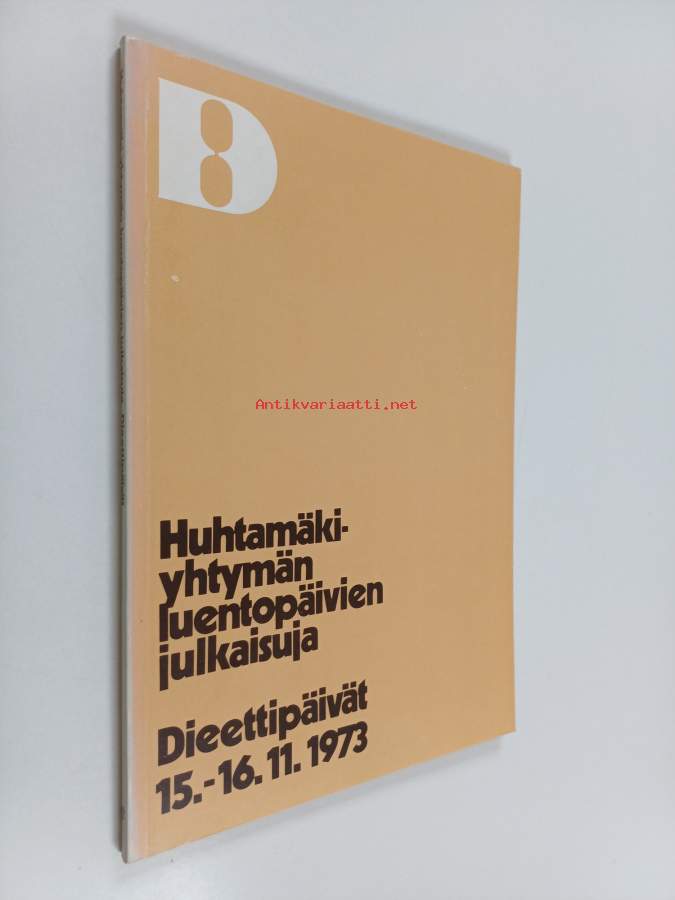 D
Antikvariaatti.net
Huhtamäki-
yhtymän
luentopäivien
julkaisuja
Dieettipäivät
15.-16.11.1973